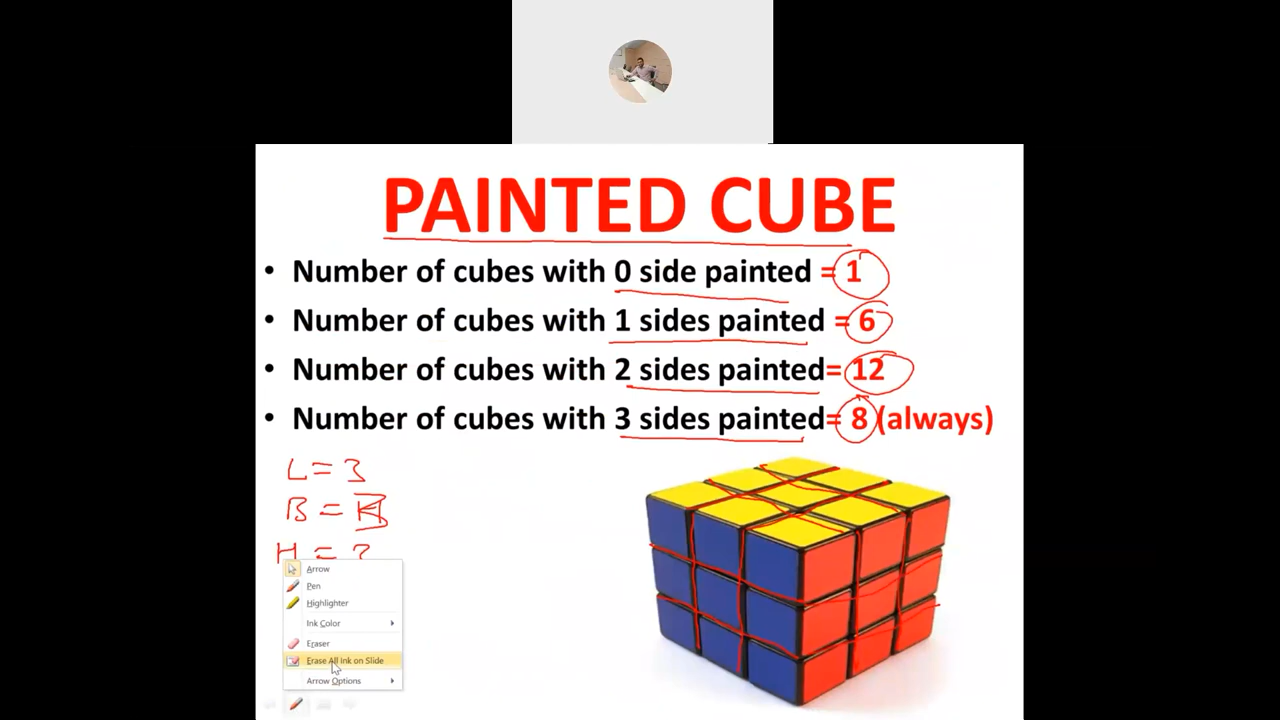 PAINTED CUBE
• Number of cubes with 0 side painted = 1
• Number of cubes with 1 sides painted = 6
• Number of cubes with 2 sides painted= 12
• Number of cubes with 3 sides painted= 8 (always)
L = 3
B =
H =
Arrow
Pen
Highlighter
Ink Color
Eraser
Erase All Ink on Slide
Arrow Options